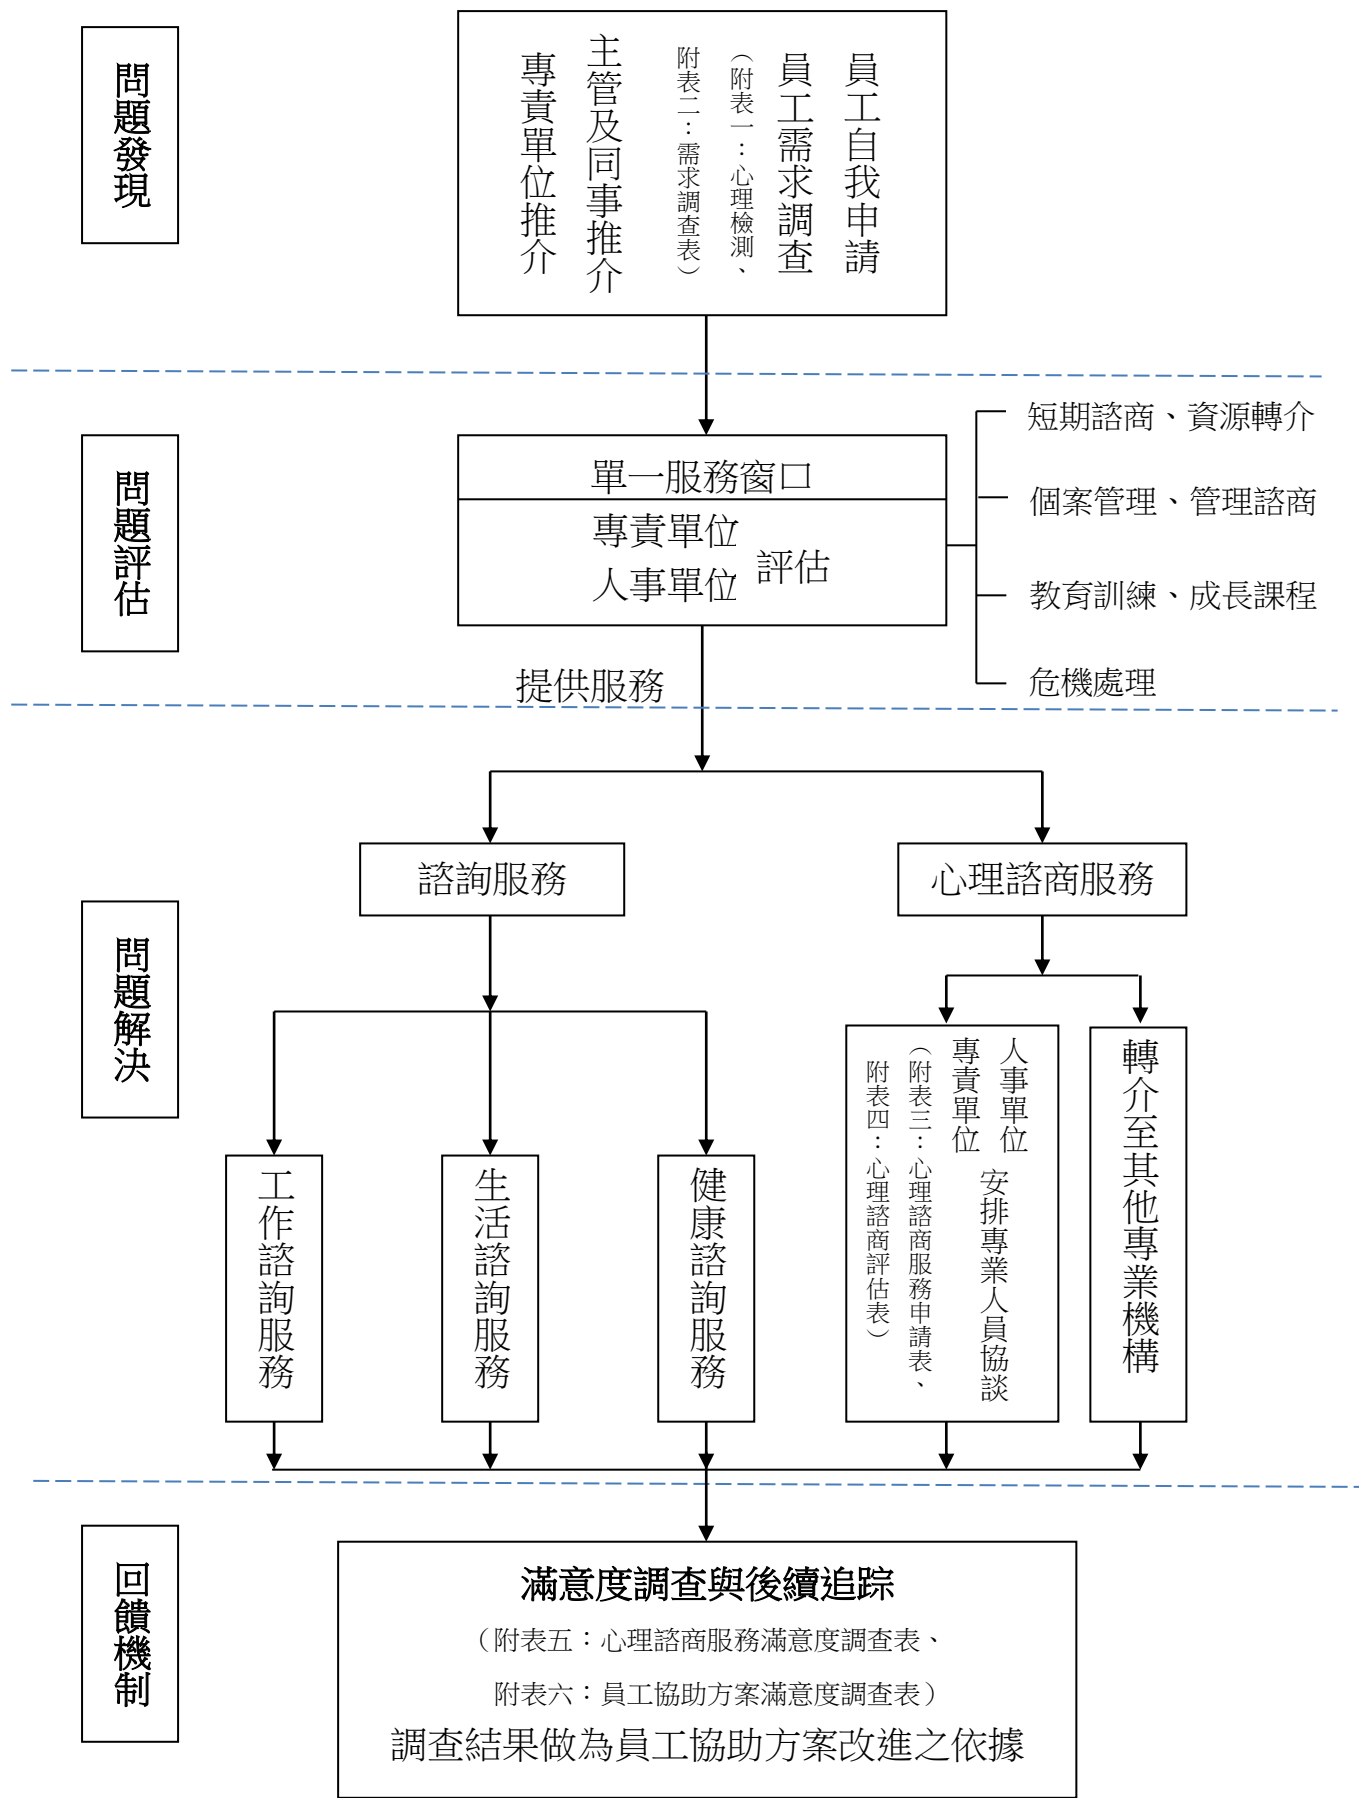 問題發現
員工自我申請
員工需求調查
（附表一：心理檢測、
附表二：需求調查表）
主管及同事推介
專責單位推介
問題評估
單一服務窗口
專責單位
人事單位
評估
短期諮商、資源轉介
個案管理、管理諮商
教育訓練、成長課程
危機處理
提供服務
問題解決
諮詢服務
心理諮商服務
工作諮詢服務
生活諮詢服務
健康諮詢服務
人事單位
專責單位
安排專業人員協談
（附表三：心理諮商服務申請表、
附表四：心理諮商評估表）
轉介至其他專業機構
回饋機制
滿意度調查與後續追踪
（附表五：心理諮商服務滿意度調查表、
附表六：員工協助方案滿意度調查表）
調查結果做為員工協助方案改進之依據